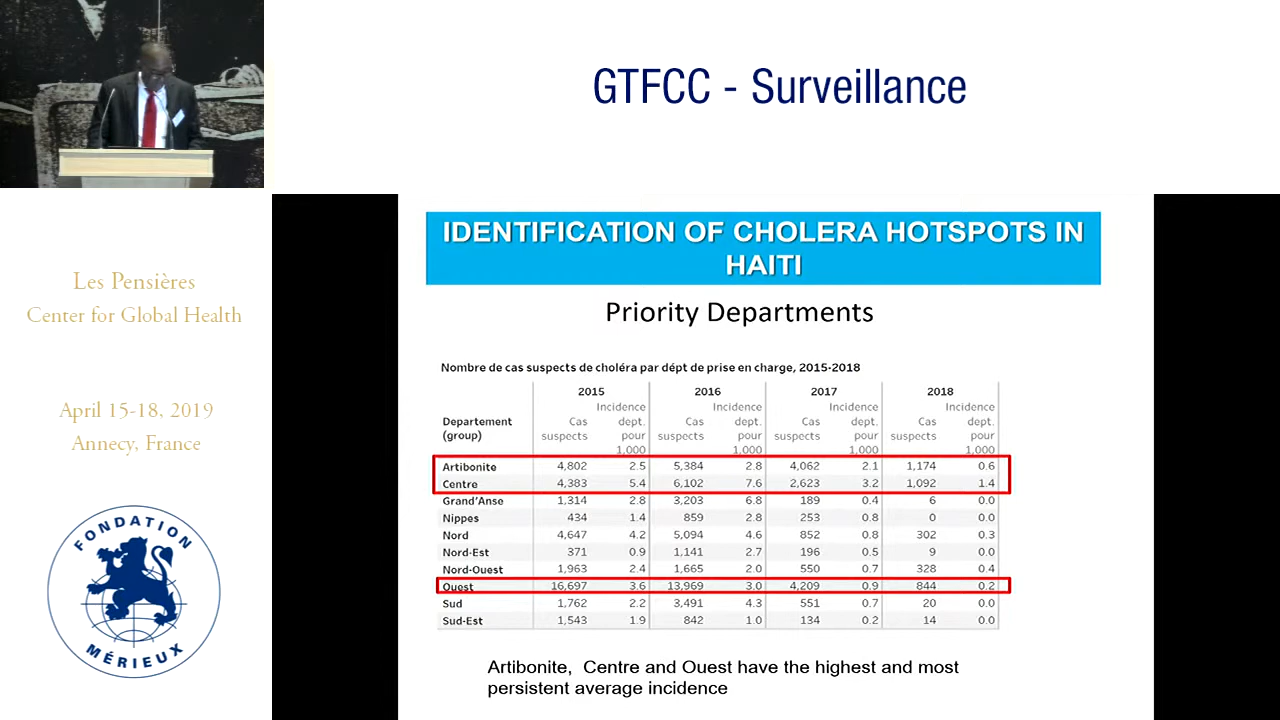 GTFCC - Surveillance
Les Pensières
Center for Global Health
April 15-18, 2019
Annecy, France
FONDATION
MÉRIEUX
IDENTIFICATION OF CHOLERA HOTSPOTS IN
HAITI
Priority Departments
Nombre de cas suspects de choléra par dépt de prise en charge, 2015-2018
2015 2016 2017 2018
Incidence Incidence Incidence Incidence
Departement Cas dept. Cas dept. Cas dept. Cas dept.
(group) suspects pour suspects pour suspects pour suspects pour
1,000 1,000 1,000 1,000
Artibonite 4,802 2.5 5,384 2.8 4,062 2.1 1,174 0.6
Centre 4,383 5.4 6,102 7.6 2,623 3.2 1,092 1.4
Grand'Anse 1,314 2.8 3,203 6.8 189 0.4 6 0.0
Nippes 434 1.4 859 2.8 253 0.8 0 0.0
Nord 4,647 4.2 5,094 4.6 852 0.8 302 0.3
Nord-Est 371 0.9 1,141 2.7 196 0.5 9 0.0
Nord-Ouest 1,963 2.4 1,665 2.0 550 0.7 328 0.4
Ouest 16,697 3.6 13,969 3.0 4,209 0.9 844 0.2
Sud 1,762 2.2 3,491 4.3 551 0.7 20 0.0
Sud-Est 1,543 1.9 842 1.0 134 0.2 14 0.0
Artibonite, Centre and Ouest have the highest and most
persistent average incidence